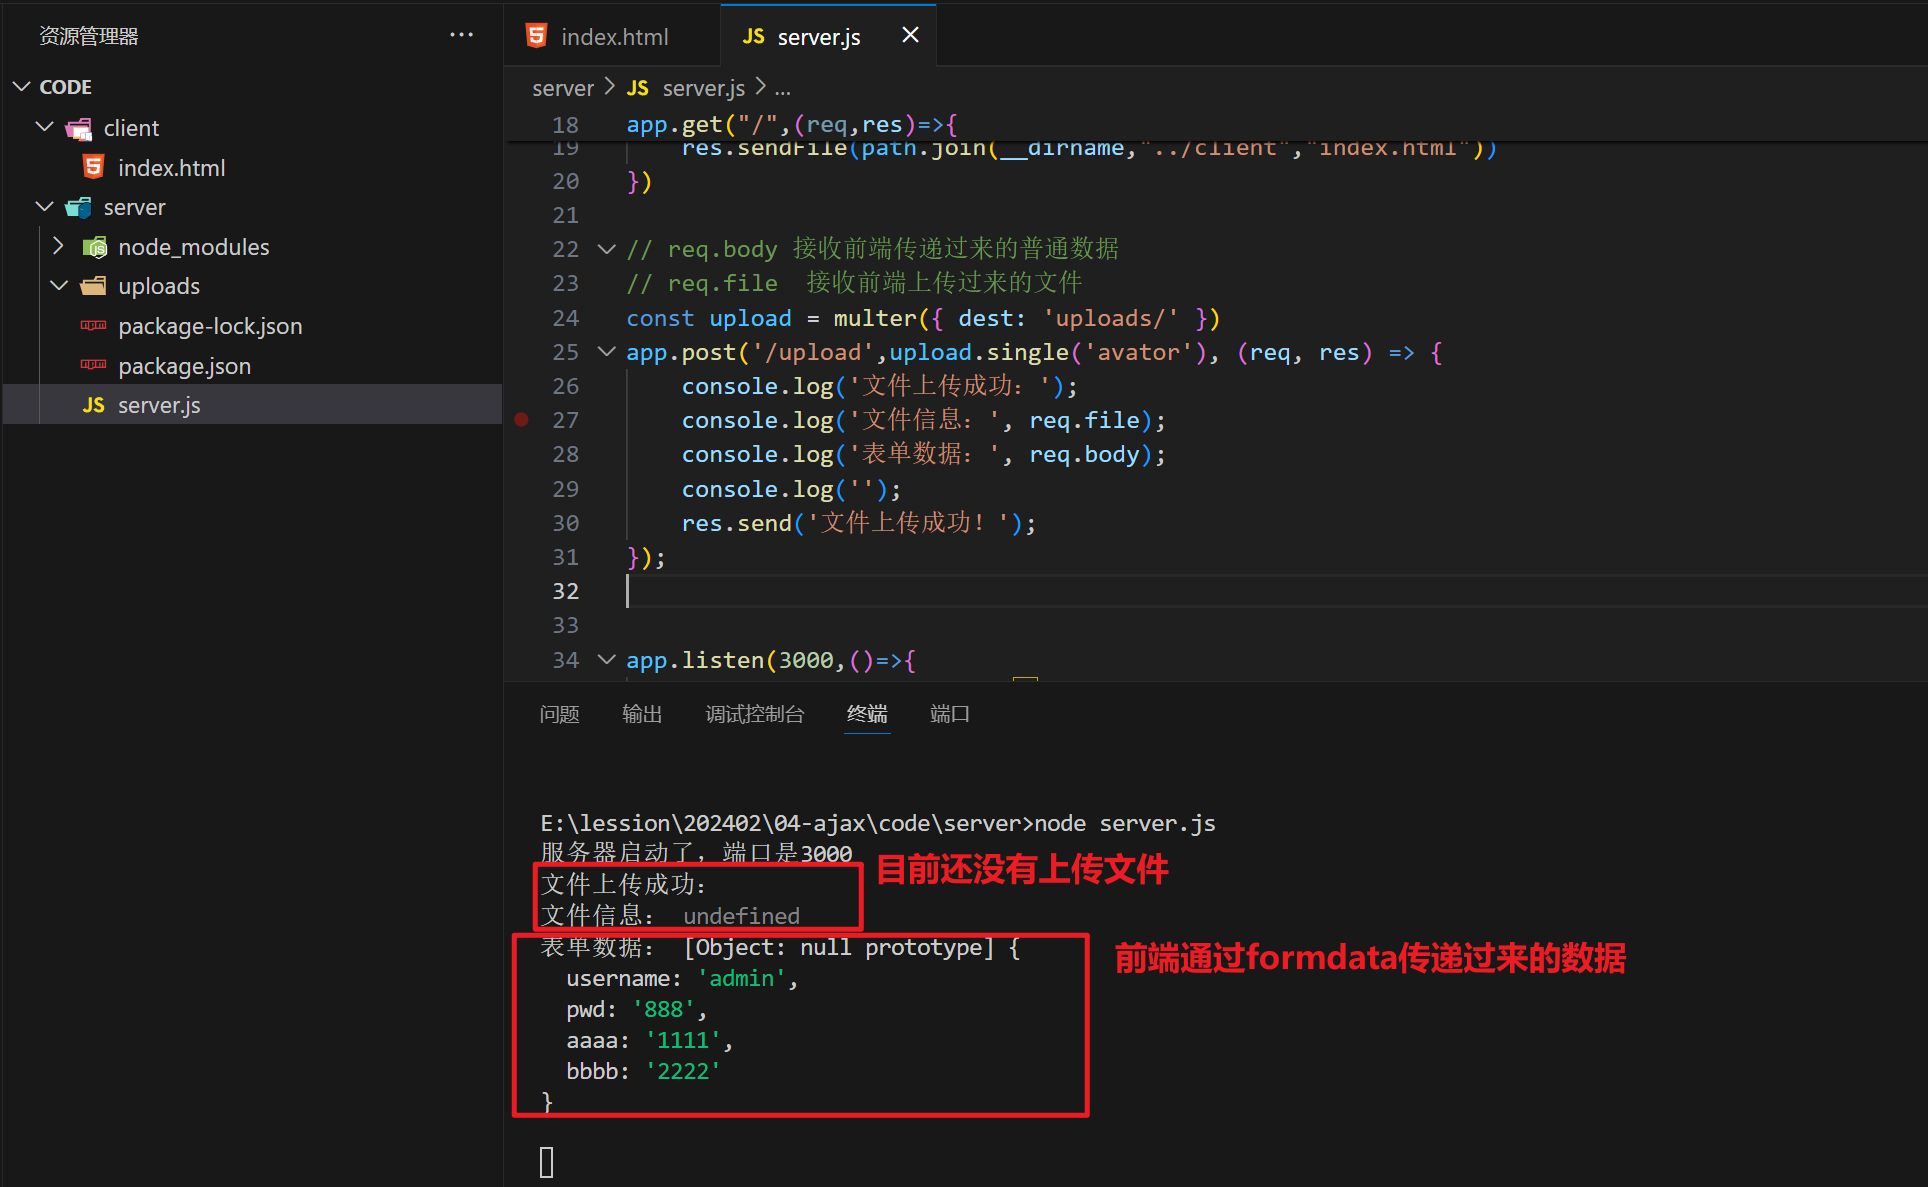 资源管理器
CODE
client
index.html
server
node_modules
uploads
package-lock.json
package.json
JS server.js
index.html
JS server.js
server > JS server.js > ...
18 app.get("/",(req,res)=>{
19 res.sendFile(path.join(__dirname,"../client","index.html"))
20 })
21
22 // req.body 接收前端传递过来的普通数据
23 // req.file 接收前端上传过来的文件
24 const upload = multer({ dest: 'uploads/' })
25 app.post('/upload',upload.single('avator'), (req, res) => {
26 console.log('文件上传成功：');
27 console.log('文件信息：', req.file);
28 console.log('表单数据：', req.body);
29 console.log('');
30 res.send('文件上传成功！');
31 });
32
33
34 app.listen(3000,()=>{
问题 输出 调试控制台 终端 端口
E:\lession\202402\04-ajax\code\server>node server.js
服务器启动了，端口是3000
目前还没有上传文件
文件上传成功：
文件信息： undefined
表单数据： [Object: null prototype] {
前端通过formdata传递过来的数据
username: 'admin',
pwd: '888',
aaaa: '1111',
bbbb: '2222'
}